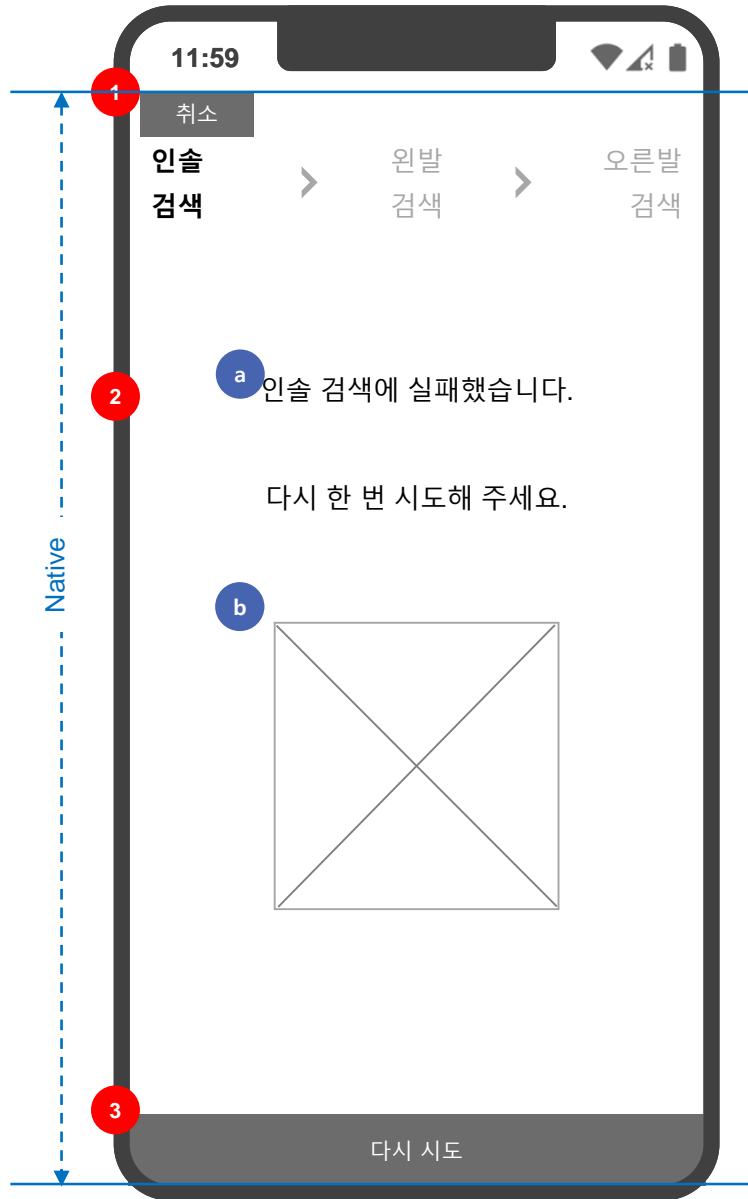 11:59
1
취소
인솔
검색
왼발
검색
오른발
검색
a
인솔 검색에 실패했습니다.
2
다시 한 번 시도해 주세요.
Native
b
3
다시 시도